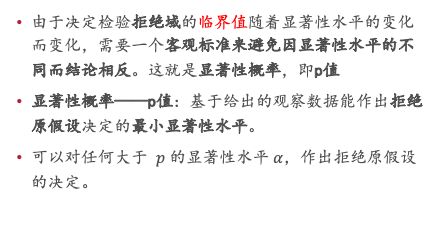 • 由于决定检验拒绝域的临界值随着显著性水平的变化
而变化，需要一个客观标准来避免因显著性水平的不
同而结论相反。这就是显著性概率，即p值
• 显著性概率——p值：基于给出的观察数据能作出拒绝
原假设决定的最小显著性水平。
• 可以对任何大于 p 的显著性水平 α，作出拒绝原假设
的决定。